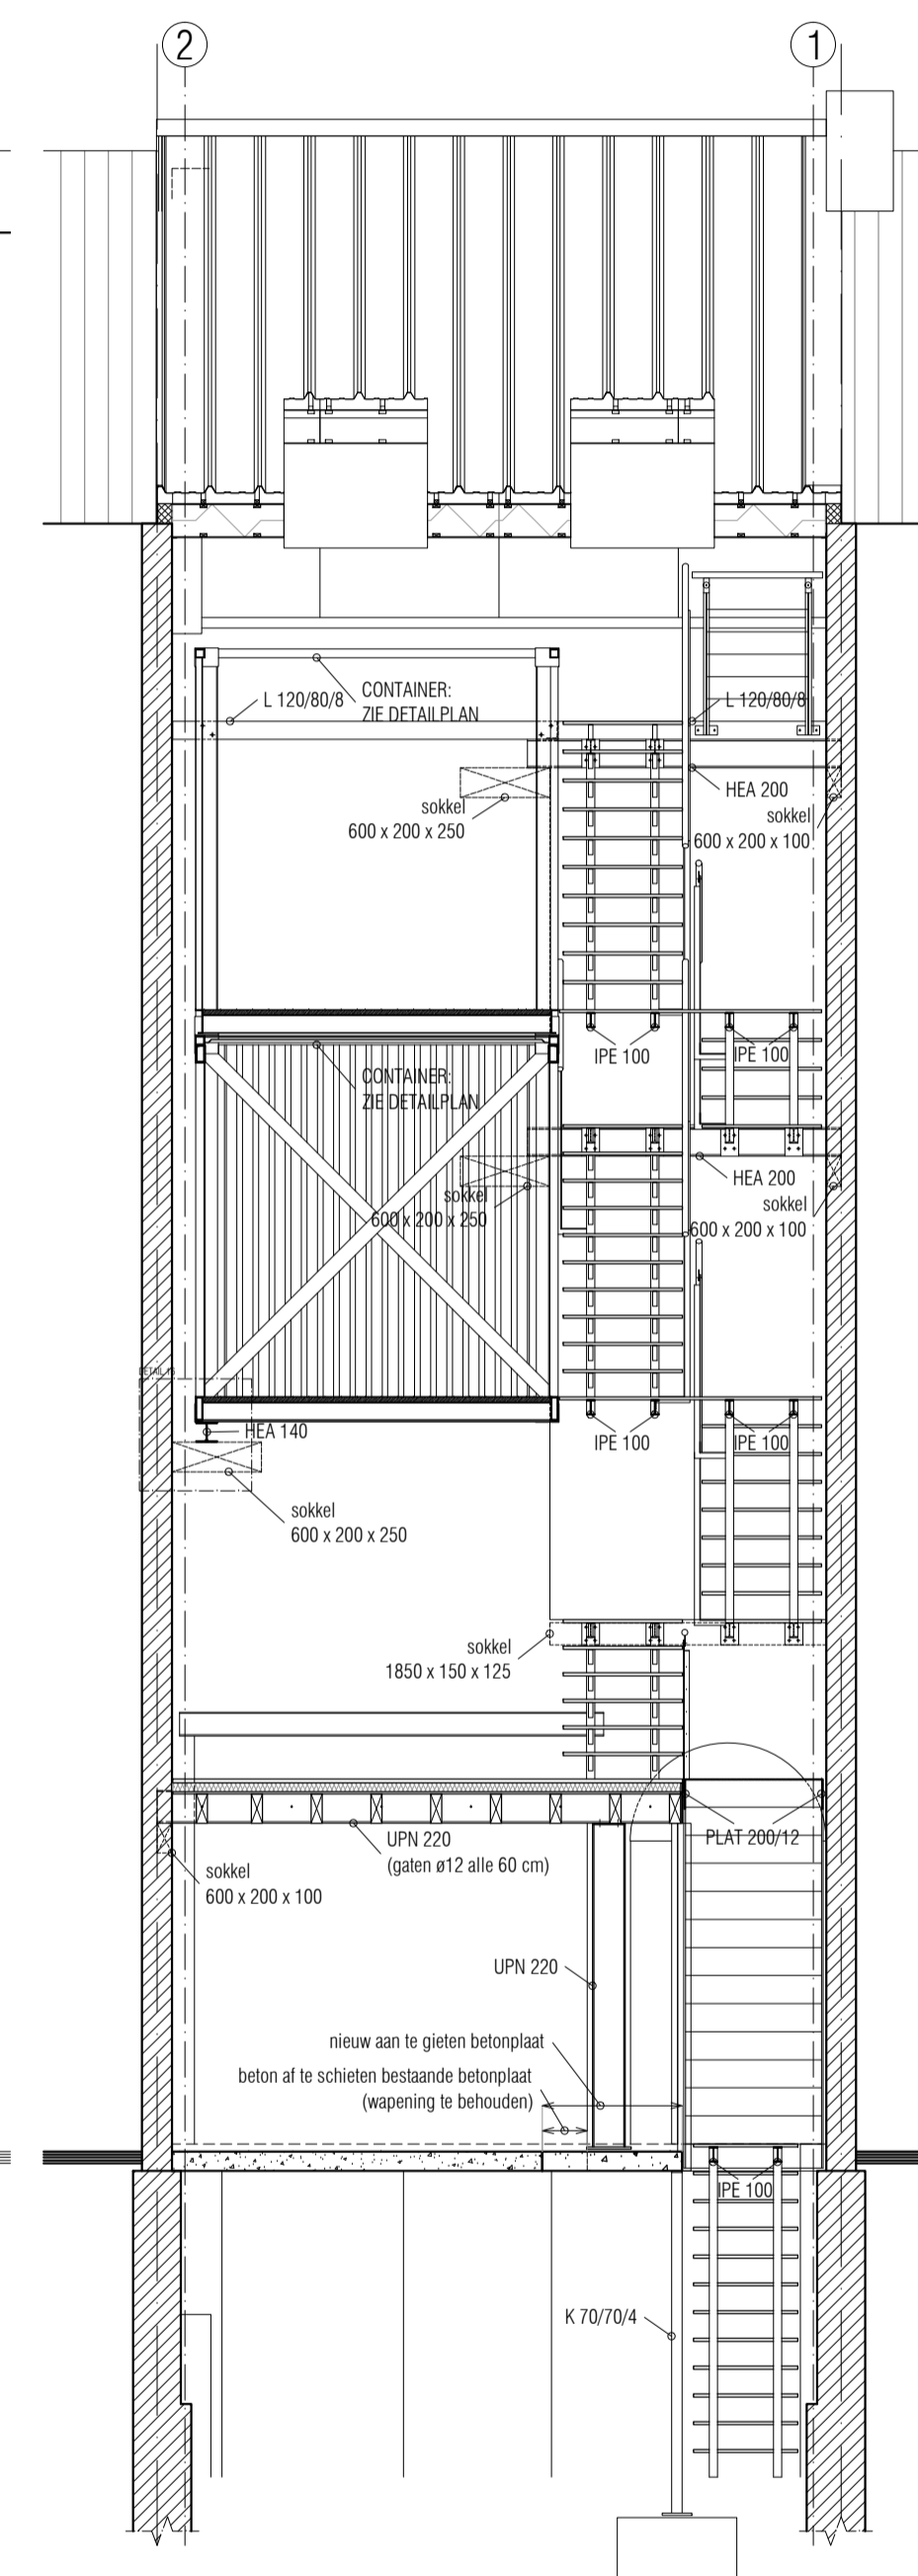 2
1
L 120/80/8
CONTAINER:
ZIE DETAILPLAN
L 120/80/8
HEA 200
sokkel
600 x 200 x 250
sokkel
600 x 200 x 100
IPE 100
IPE 100
CONTAINER:
ZIE DETAILPLAN
HEA 200
sokkel
600 x 200 x 250
sokkel
600 x 200 x 100
DETAIL 16
HEA 140
IPE 100
IPE 100
sokkel
600 x 200 x 250
sokkel
1850 x 150 x 125
PLAT 200/12
UPN 220
(gaten ø12 alle 60 cm)
sokkel
600 x 200 x 100
UPN 220
nieuw aan te gieten betonplaat
beton af te schieten bestaande betonplaat
(wapening te behouden)
IPE 100
K 70/70/4